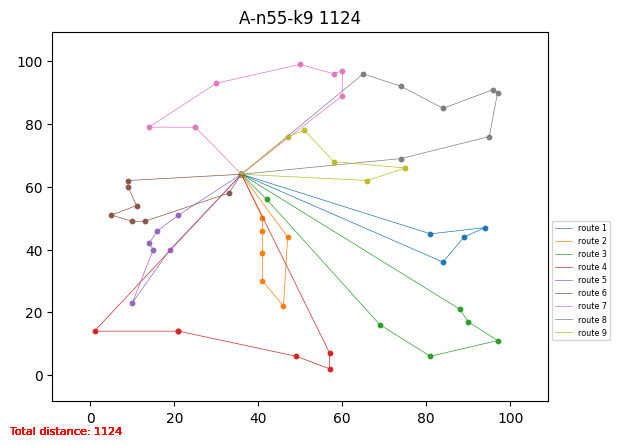 A-n55-k9 1124
100
80
60
40
20
0
0 20 40 60 80 100
route 1
route 2
route 3
route 4
route 5
route 6
route 7
route 8
route 9
Total distance: 1124